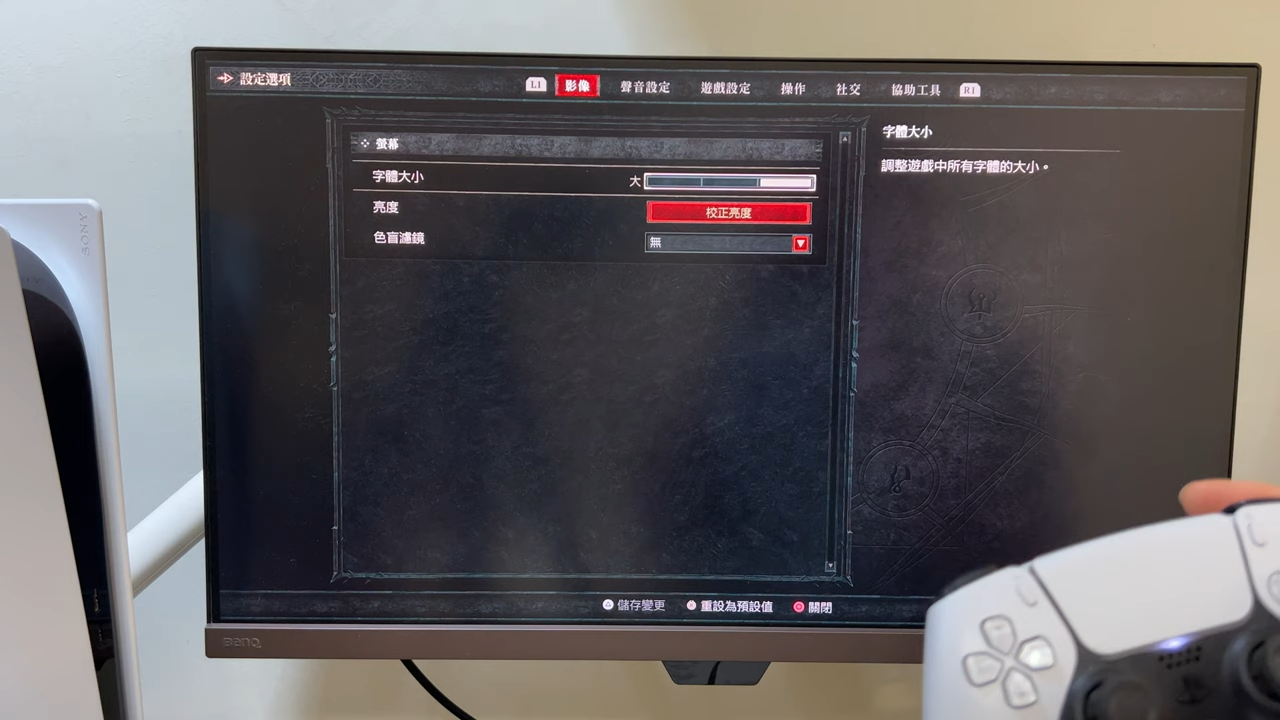 設定選項
L1 影像 聲音設定 遊戲設定 操作 社交 協助工具 R1
螢幕
字體大小 大
亮度 校正亮度
色盲濾鏡 無
字體大小
調整遊戲中所有字體的大小。
儲存變更 重設為預設值 關閉
SONY
BenQ